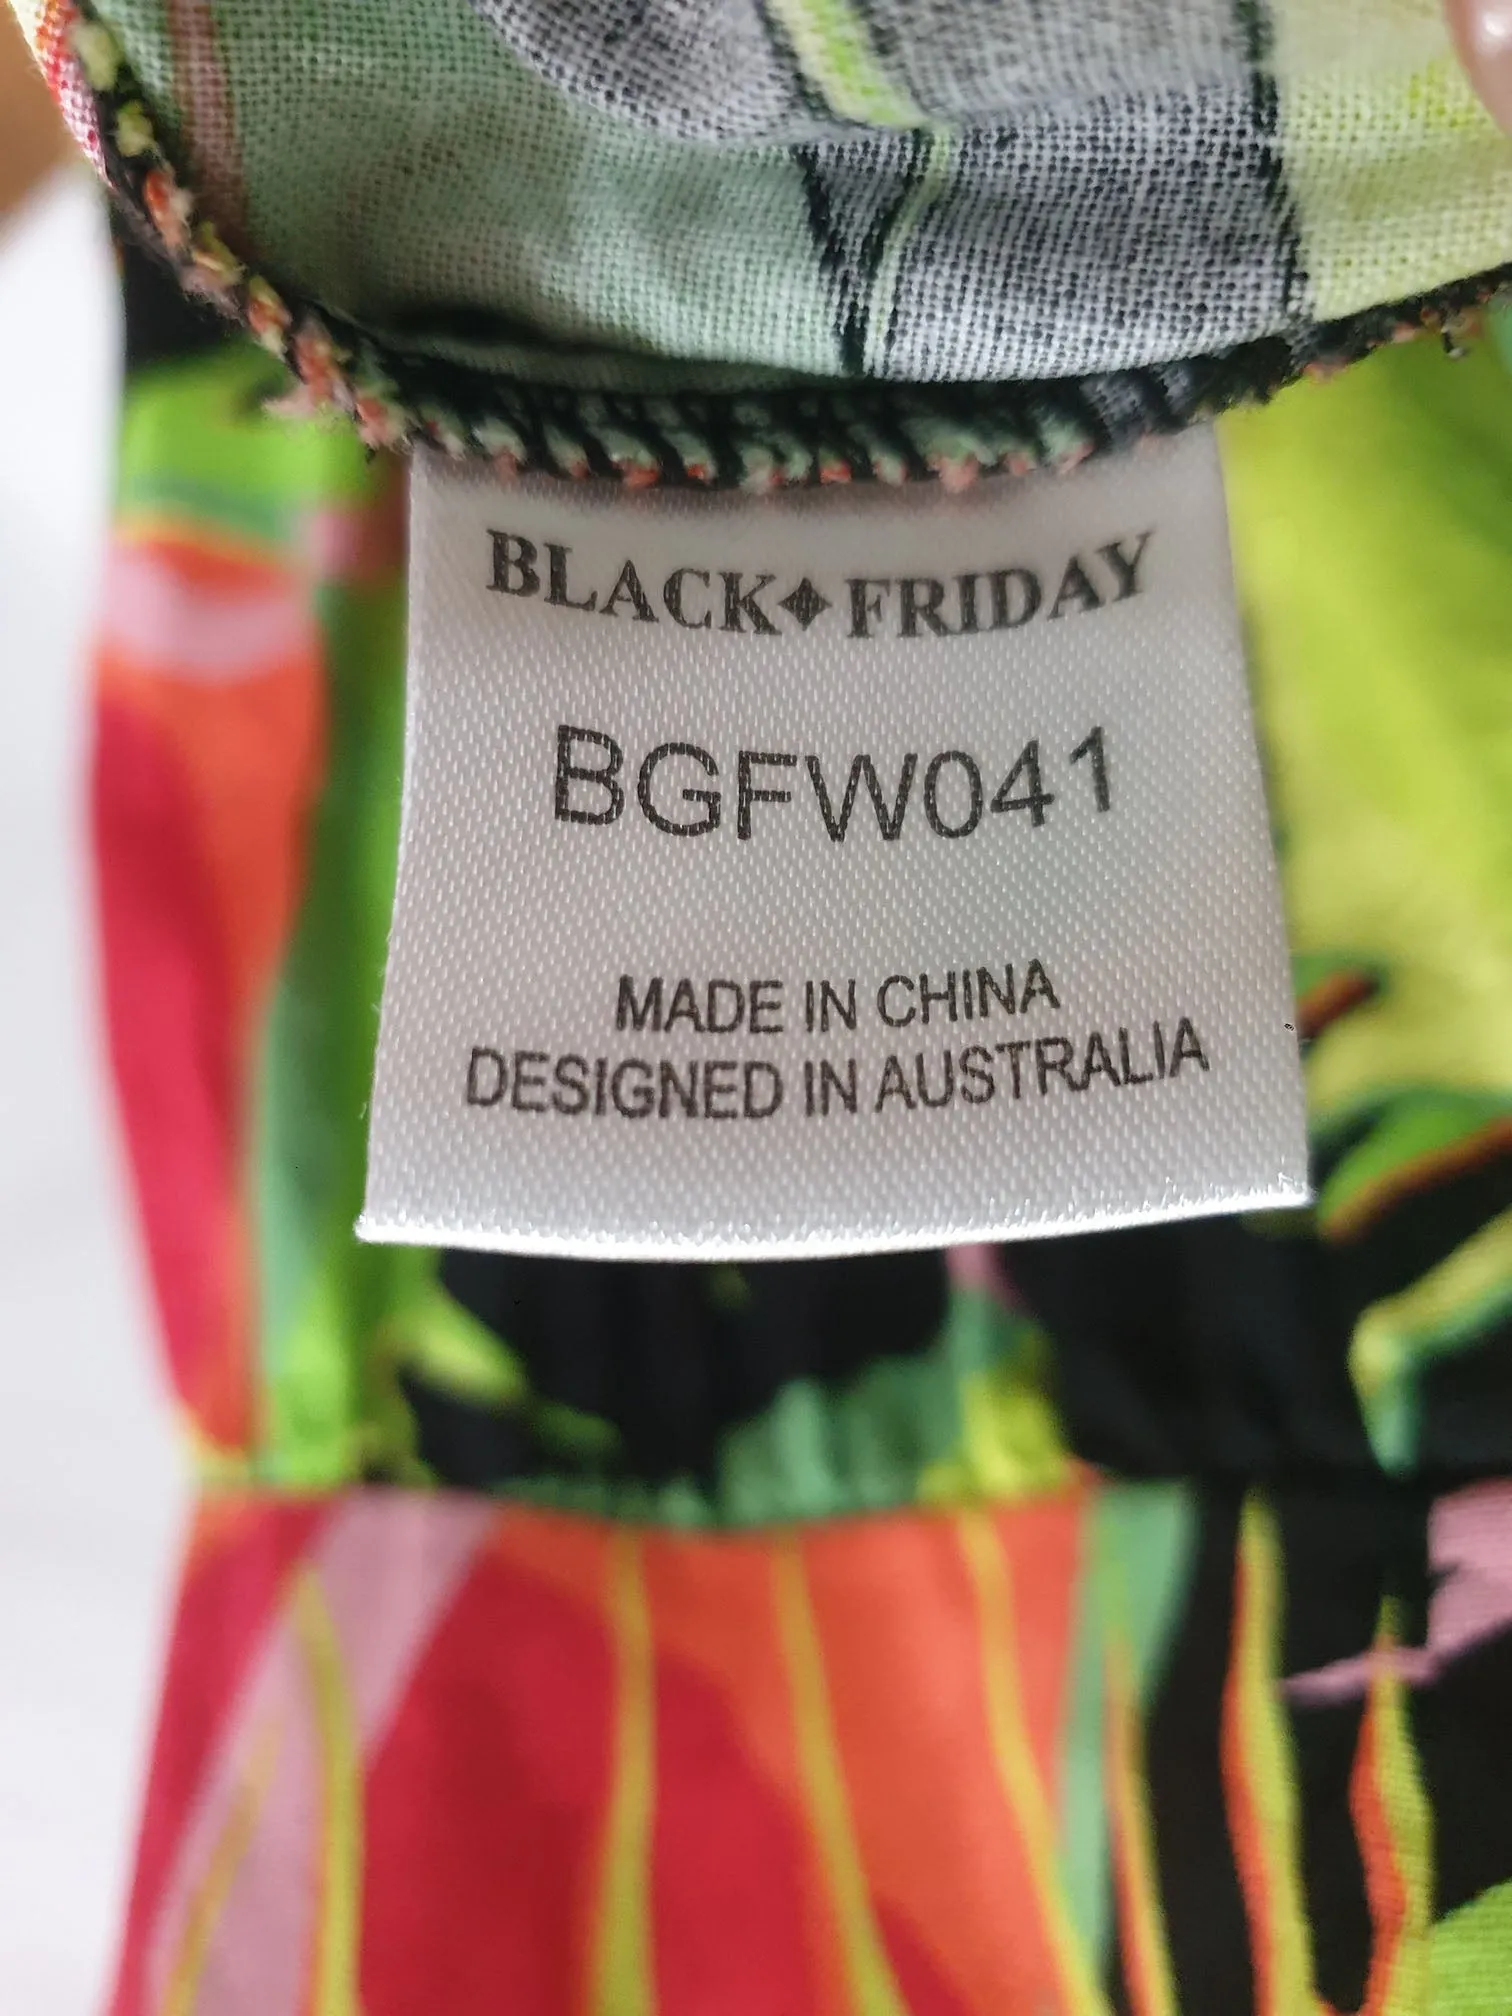 BLACK♦FRIDAY
BGFW041
MADE IN CHINA
DESIGNED IN AUSTRALIA